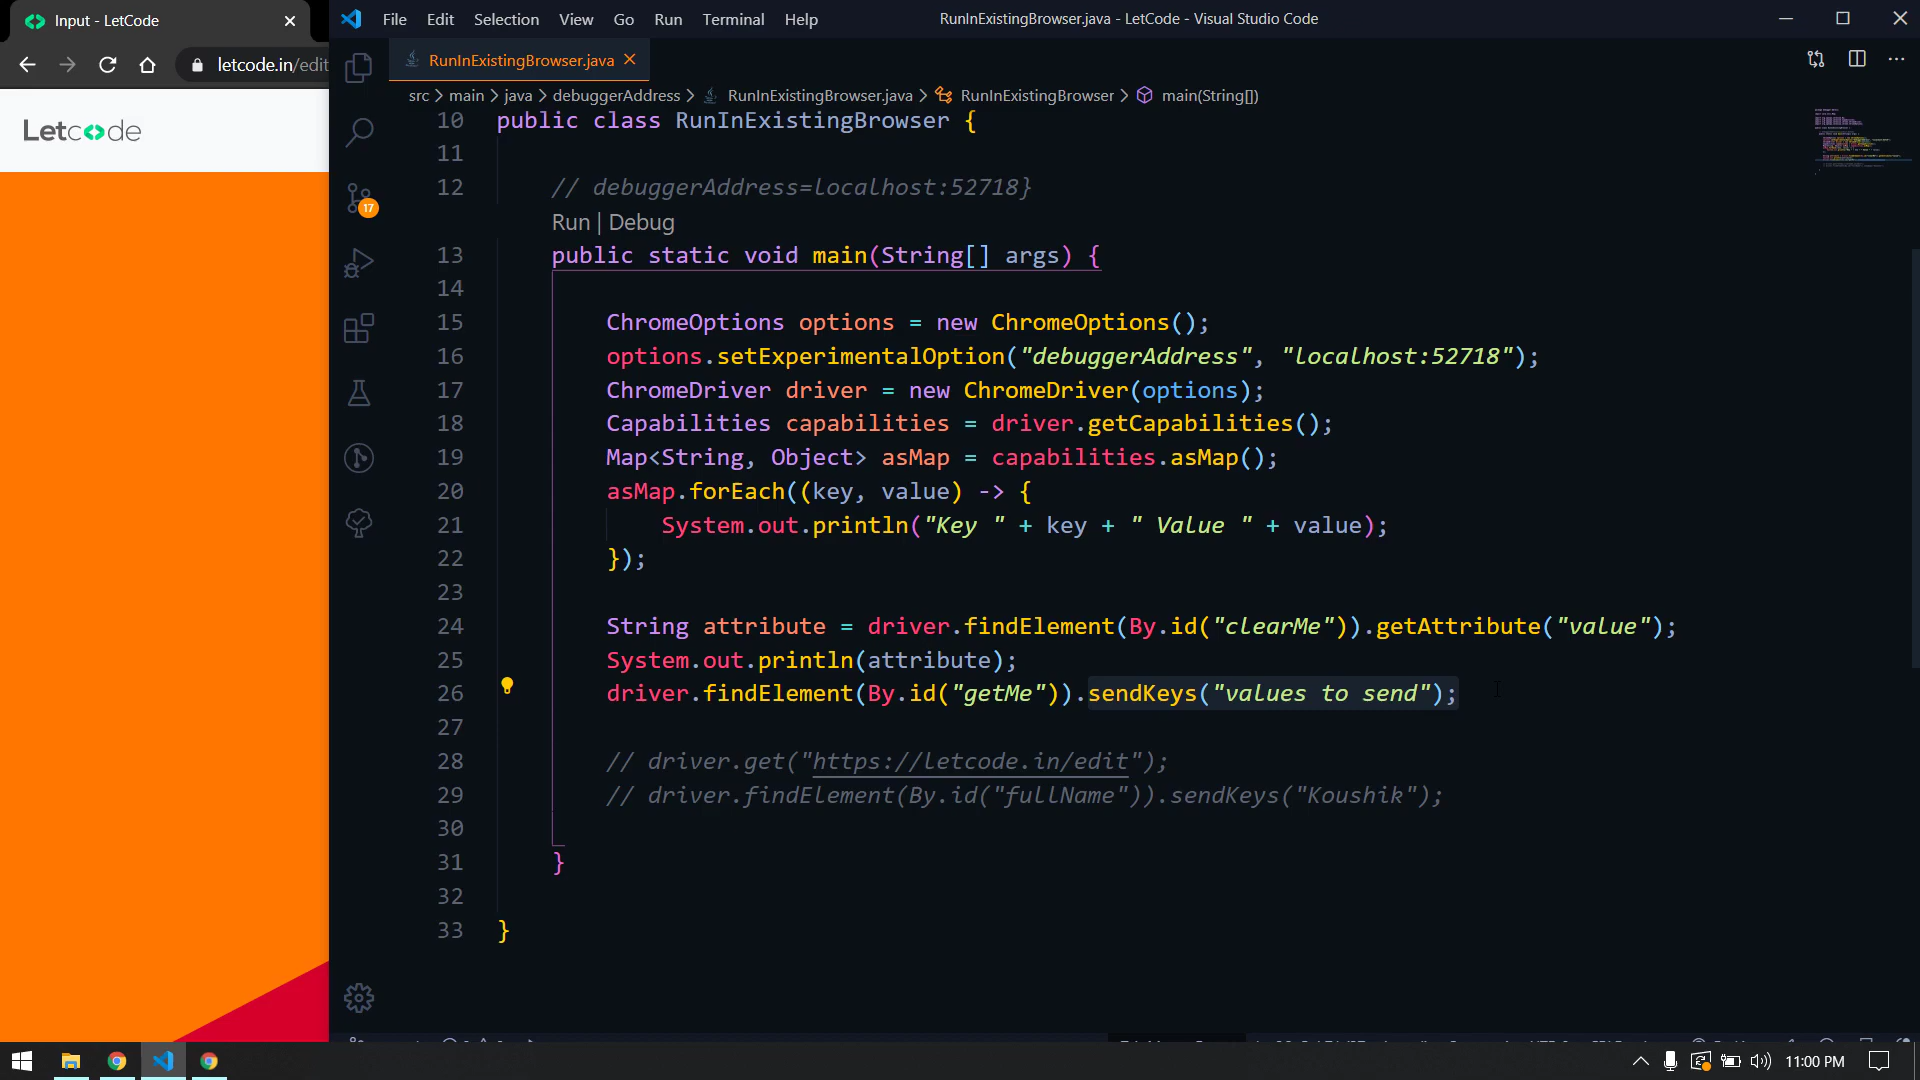 Input - LetCode
letcode.in/edit
Letcode
File Edit Selection View Go Run Terminal Help
RunInExistingBrowser.java - LetCode - Visual Studio Code
RunInExistingBrowser.java
src > main > java > debuggerAddress > RunInExistingBrowser.java > RunInExistingBrowser > main(String[])
17
10 public class RunInExistingBrowser {
11
12 // debuggerAddress=localhost:52718}
Run | Debug
13 public static void main(String[] args) {
14
15 ChromeOptions options = new ChromeOptions();
16 options.setExperimentalOption("debuggerAddress", "localhost:52718");
17 ChromeDriver driver = new ChromeDriver(options);
18 Capabilities capabilities = driver.getCapabilities();
19 Map<String, Object> asMap = capabilities.asMap();
20 asMap.forEach((key, value) -> {
21 System.out.println("Key " + key + " Value " + value);
22 });
23
24 String attribute = driver.findElement(By.id("clearMe")).getAttribute("value");
25 System.out.println(attribute);
26 driver.findElement(By.id("getMe")).sendKeys("values to send");
27
28 // driver.get("https://letcode.in/edit");
29 // driver.findElement(By.id("fullName")).sendKeys("Koushik");
30
31 }
32
33 }
11:00 PM